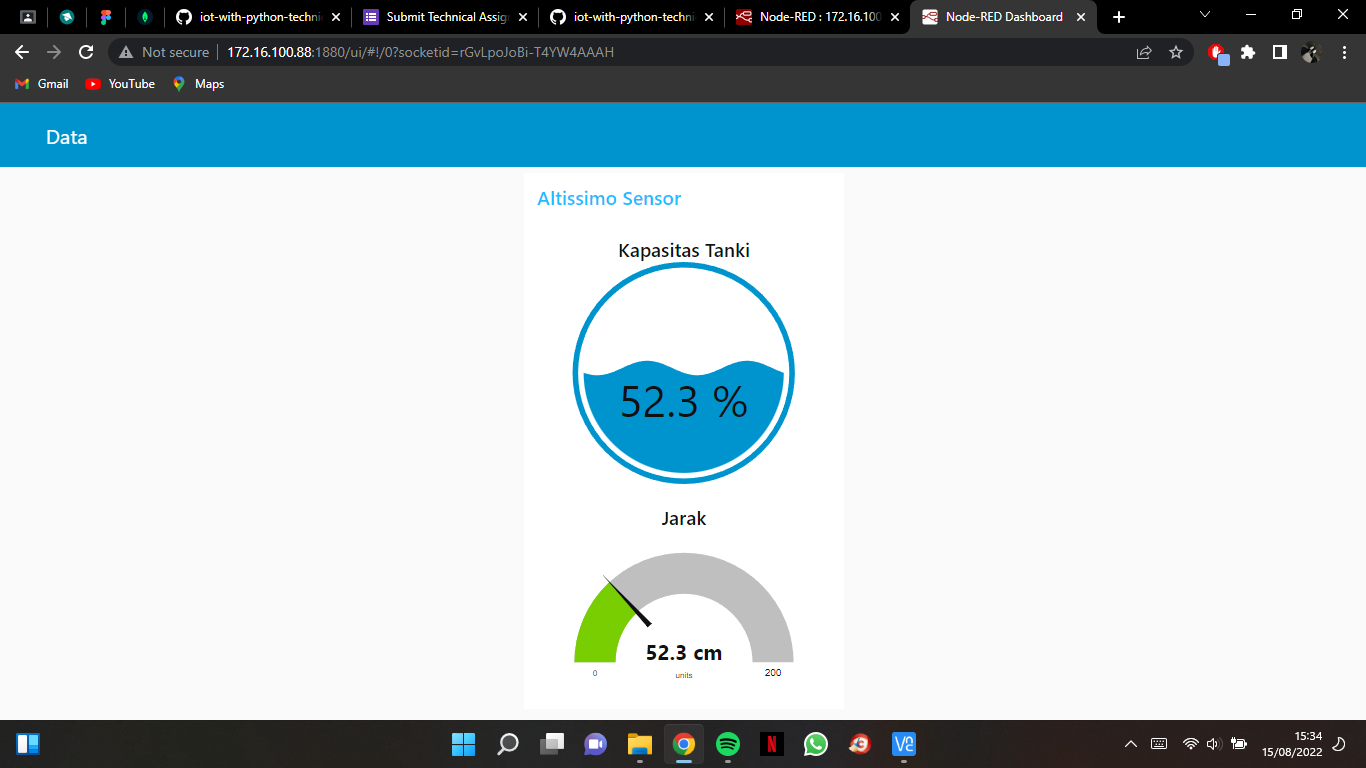 iot-with-python-techni
Submit Technical Assig
iot-with-python-techni
Node-RED : 172.16.100
Node-RED Dashboard
Not secure
172.16.100.88:1880/ui/#!/0?socketid=rGvLpoJoBi-T4YW4AAAH
Gmail
YouTube
Maps
Data
Altissimo Sensor
Kapasitas Tanki
52.3 %
Jarak
52.3 cm
0
units
200
15:34
15/08/2022